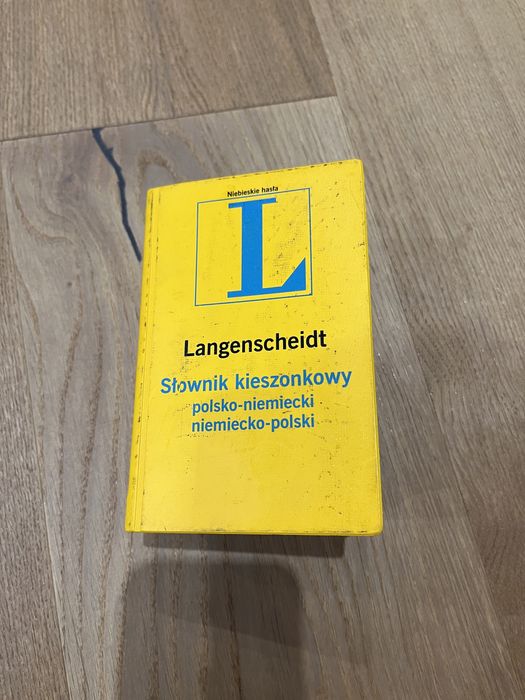 Niebieskie hasła
L
Langenscheidt
Słownik kieszonkowy
polsko-niemiecki
niemiecko-polski